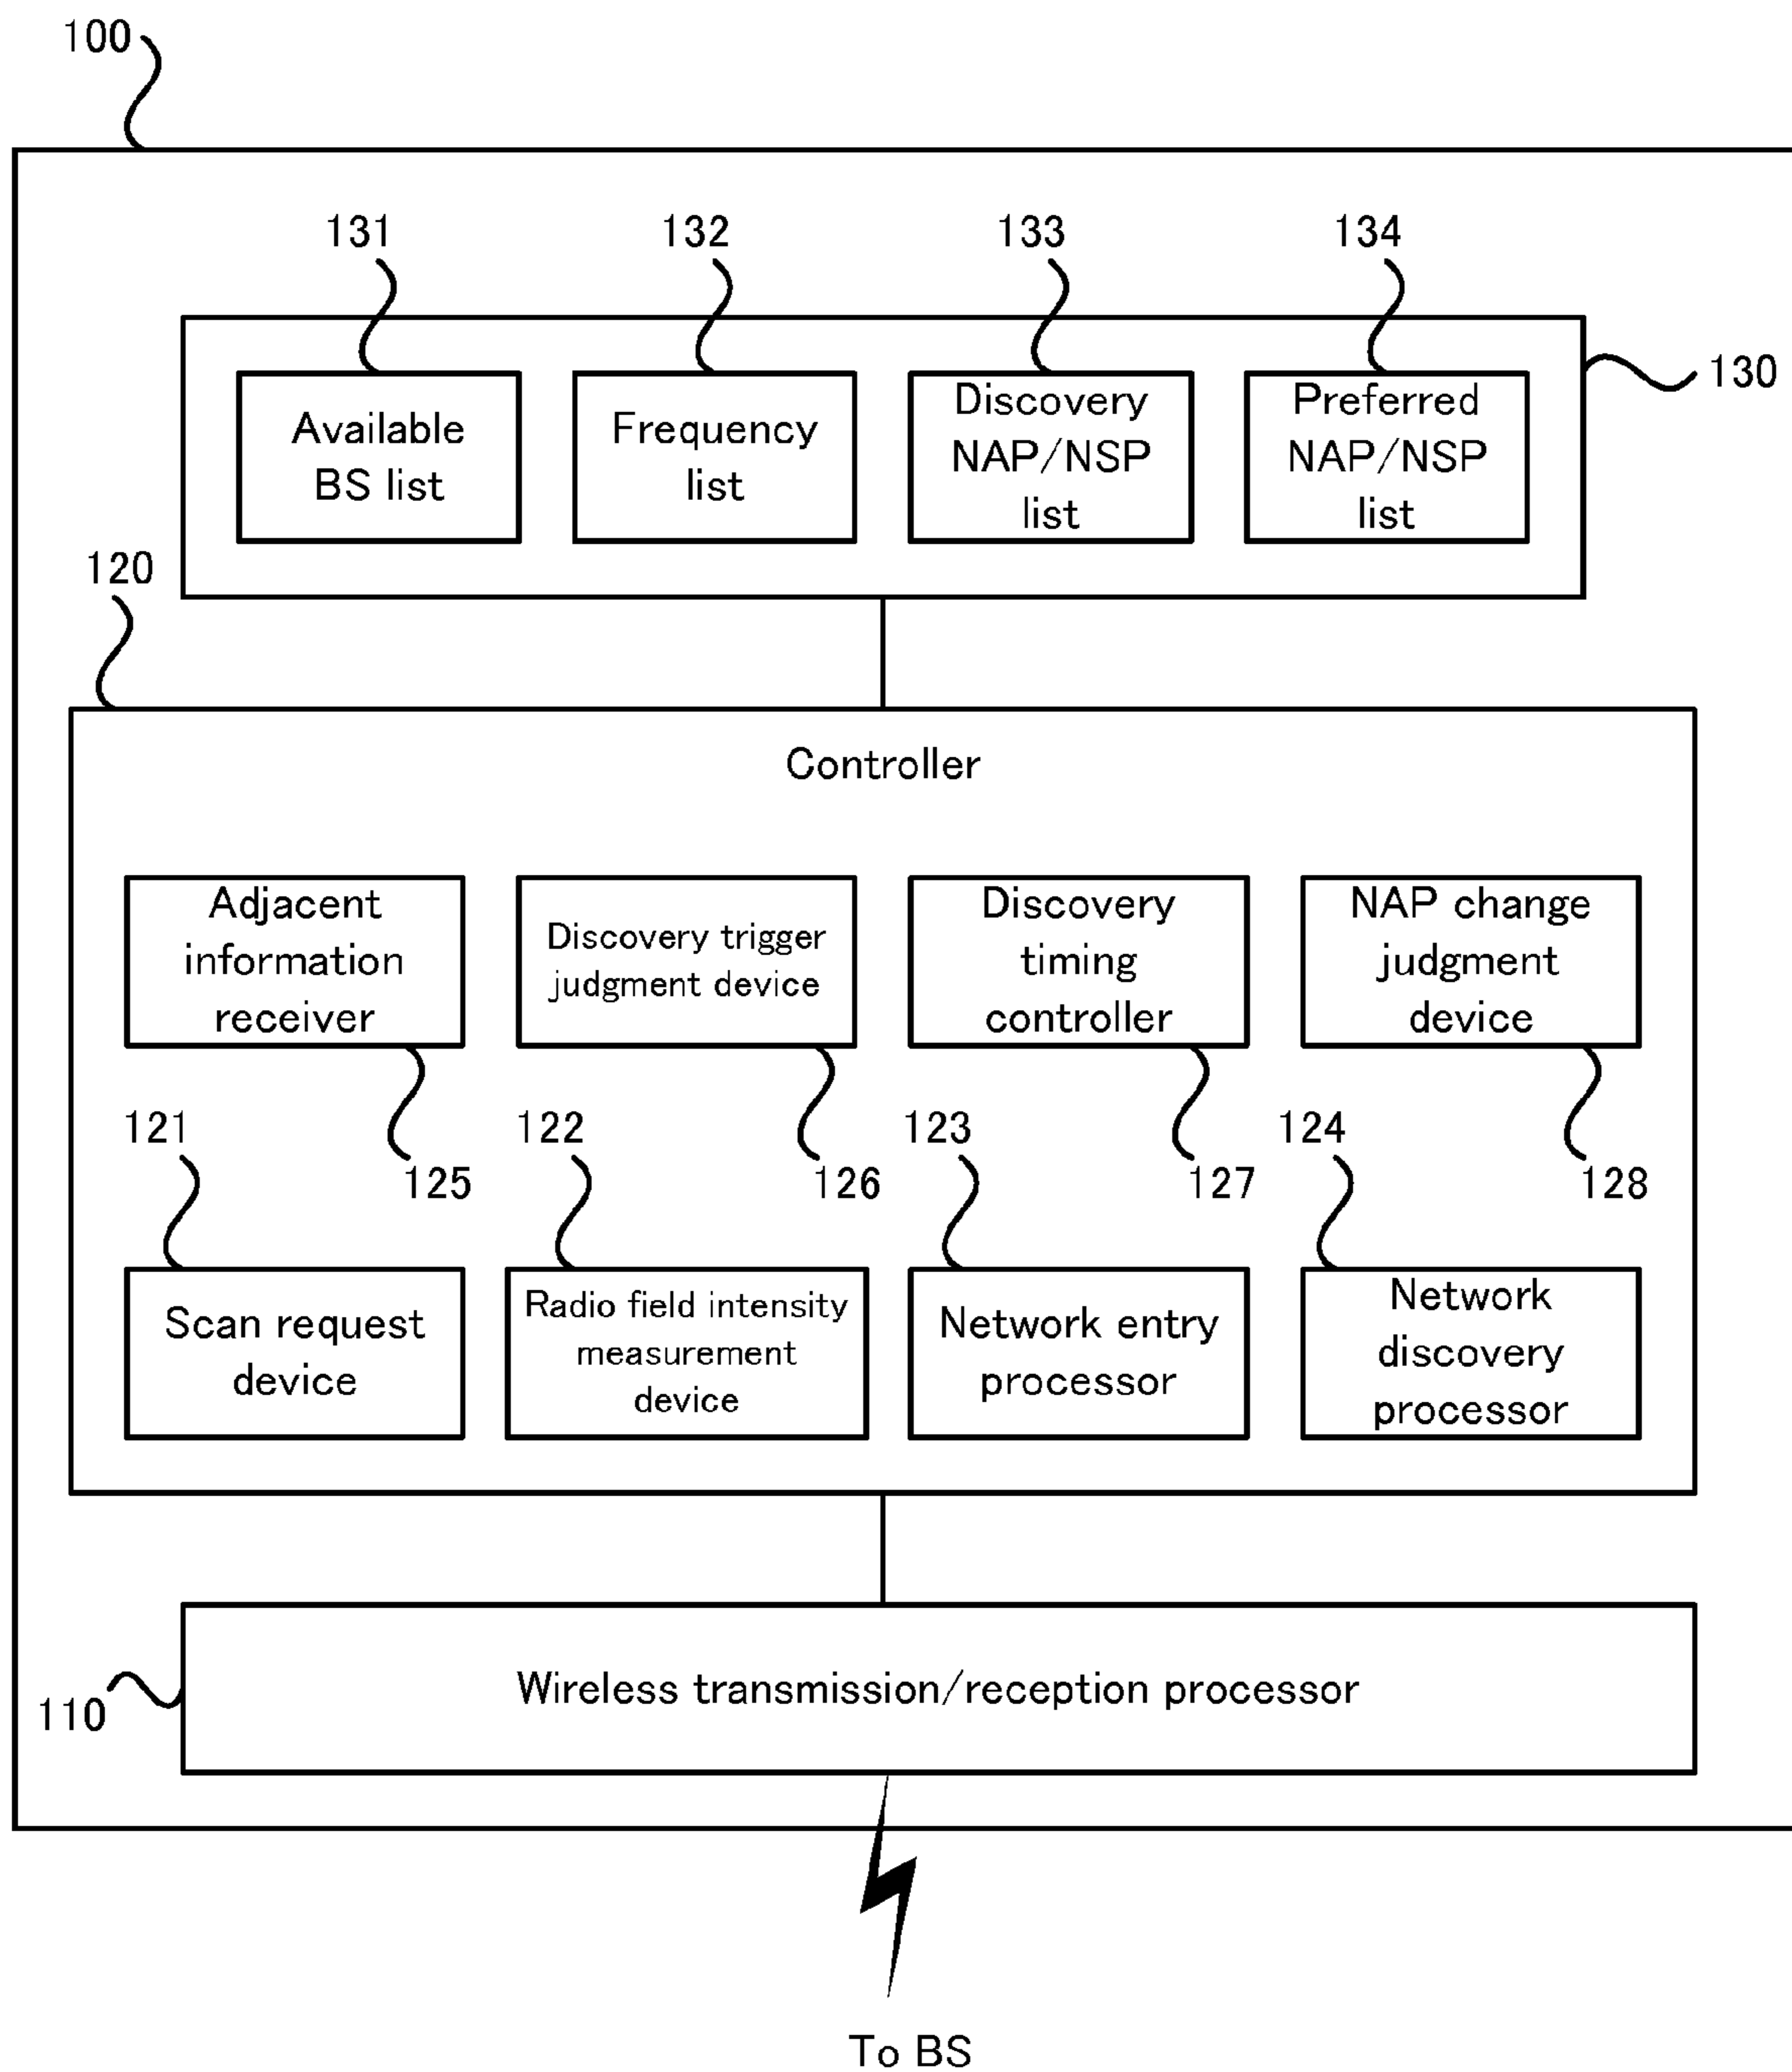 100
131
132
133
134
130
Available
BS list
Frequency
list
Discovery
NAP/NSP
list
Preferred
NAP/NSP
list
120
Controller
Adjacent
information
receiver
Discovery trigger
judgment device
Discovery
timing
controller
NAP change
judgment
device
121
122
123
124
125
126
127
128
Scan request
device
Radio field intensity
measurement
device
Network entry
processor
Network
discovery
processor
110
Wireless transmission/reception processor
To BS